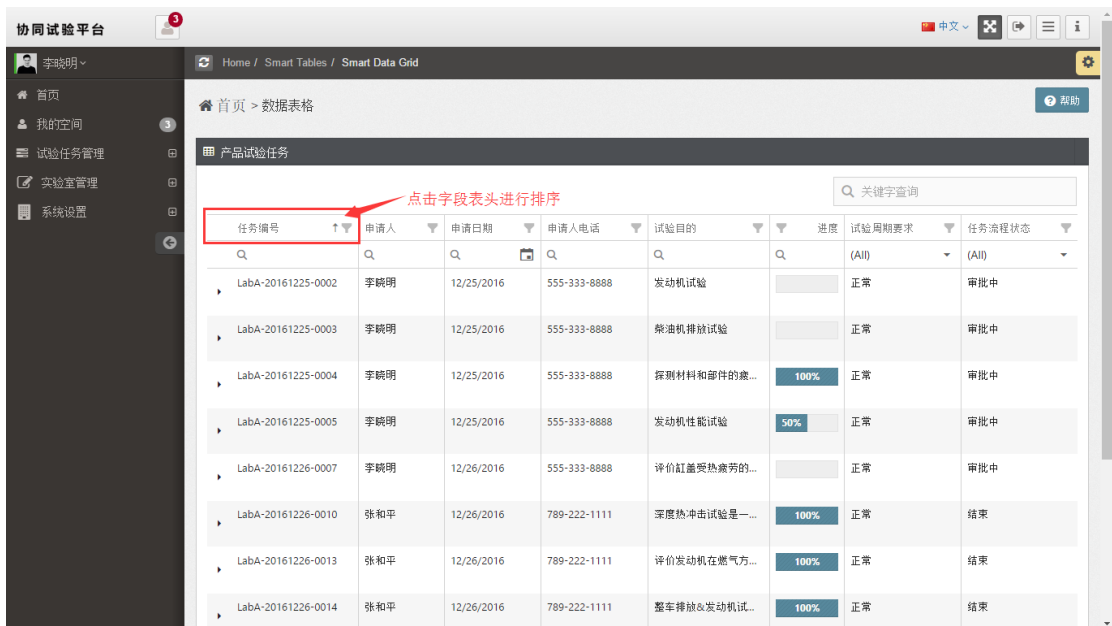 协同试验平台
3
中文
李晓明
Home / Smart Tables / Smart Data Grid
首页
首页 > 数据表格
帮助
我的空间
3
试验任务管理
产品试验任务
实验室管理
点击字段表头进行排序
关键字查询
系统设置
任务编号 申请人 申请日期 申请人电话 试验目的 进度 试验周期要求 任务流程状态
(All) (All)
LabA-20161225-0002 李晓明 12/25/2016 555-333-8888 发动机试验 正常 审批中
LabA-20161225-0003 李晓明 12/25/2016 555-333-8888 柴油机排放试验 正常 审批中
LabA-20161225-0004 李晓明 12/25/2016 555-333-8888 探测材料和部件的疲... 100% 正常 审批中
LabA-20161225-0005 李晓明 12/25/2016 555-333-8888 发动机性能试验 50% 正常 审批中
LabA-20161226-0007 李晓明 12/26/2016 555-333-8888 评价缸盖受热疲劳的... 正常 审批中
LabA-20161226-0010 张和平 12/26/2016 789-222-1111 深度热冲击试验是一... 100% 正常 结束
LabA-20161226-0013 张和平 12/26/2016 789-222-1111 评价发动机在燃气方... 100% 正常 结束
LabA-20161226-0014 张和平 12/26/2016 789-222-1111 整车排放&发动机试... 100% 正常 结束